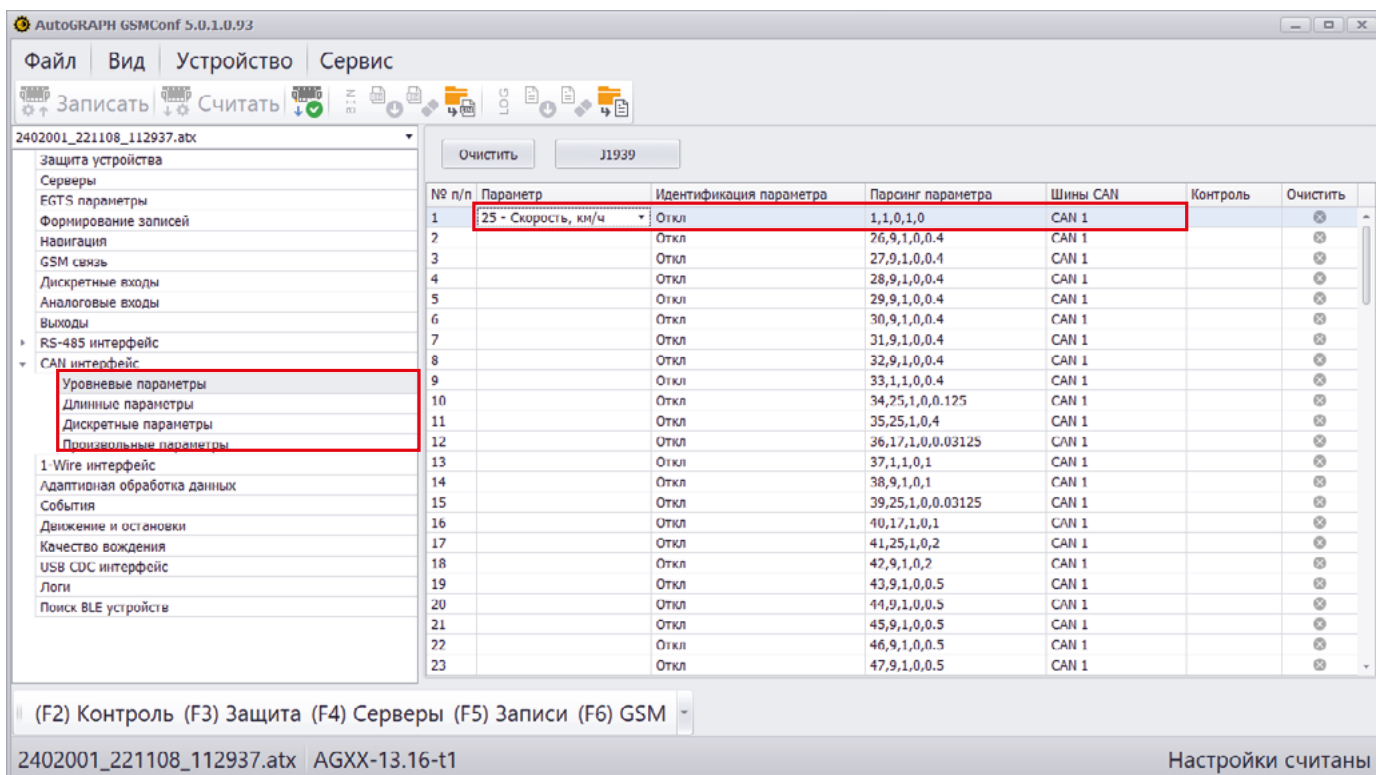 AutoGRAPH GSMConf 5.0.1.0.93
Файл Вид Устройство Сервис
Записать Считать BIN LOG
2402001_221108_112937.atx
Защита устройства
Серверы
EGTS параметры
Формирование записей
Навигация
GSM связь
Дискретные входы
Аналоговые входы
Выходы
RS-485 интерфейс
CAN интерфейс
Уровневые параметры
Длинные параметры
Дискретные параметры
Произвольные параметры
1-Wire интерфейс
Адаптивная обработка данных
События
Движение и остановки
Качество вождения
USB CDC интерфейс
Логи
Поиск BLE устройств
Очистить J1939
№ п/п Параметр Идентификация параметра Парсинг параметра Шины CAN Контроль Очистить
1 25 - Скорость, км/ч Откл 1,1,0,1,0 CAN 1
2 Откл 26,9,1,0,0.4 CAN 1
3 Откл 27,9,1,0,0.4 CAN 1
4 Откл 28,9,1,0,0.4 CAN 1
5 Откл 29,9,1,0,0.4 CAN 1
6 Откл 30,9,1,0,0.4 CAN 1
7 Откл 31,9,1,0,0.4 CAN 1
8 Откл 32,9,1,0,0.4 CAN 1
9 Откл 33,1,1,0,0.4 CAN 1
10 Откл 34,25,1,0,0.125 CAN 1
11 Откл 35,25,1,0,4 CAN 1
12 Откл 36,17,1,0,0.03125 CAN 1
13 Откл 37,1,1,0,1 CAN 1
14 Откл 38,9,1,0,1 CAN 1
15 Откл 39,25,1,0,0.03125 CAN 1
16 Откл 40,17,1,0,1 CAN 1
17 Откл 41,25,1,0,2 CAN 1
18 Откл 42,9,1,0,2 CAN 1
19 Откл 43,9,1,0,0.5 CAN 1
20 Откл 44,9,1,0,0.5 CAN 1
21 Откл 45,9,1,0,0.5 CAN 1
22 Откл 46,9,1,0,0.5 CAN 1
23 Откл 47,9,1,0,0.5 CAN 1
(F2) Контроль (F3) Защита (F4) Серверы (F5) Записи (F6) GSM
2402001_221108_112937.atx AGXX-13.16-t1 Настройки считаны